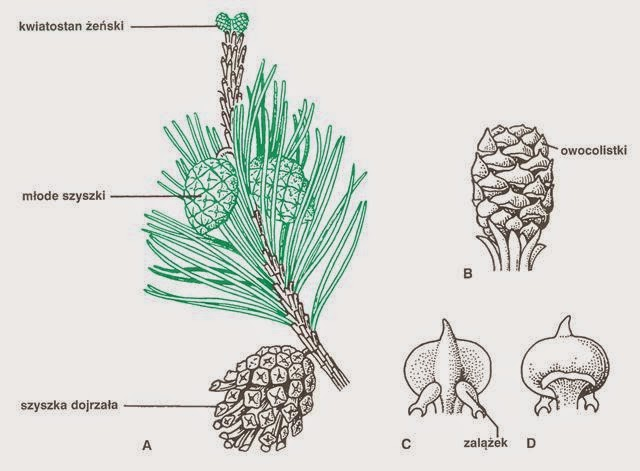 kwiatostan żeński
owocolistki
młode szyszki
B
szyszka dojrzała
A
C
zalążek
D